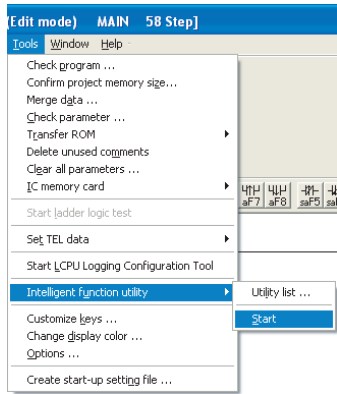 (Edit mode)    MAIN    58 Step]
Tools  Window  Help
Check program ...
Confirm project memory size...
Merge data ...
Check parameter ...
Transfer ROM
Delete unused comments
Clear all parameters ...
IC memory card
Start ladder logic test
Set TEL data
Start LCPU Logging Configuration Tool
Intelligent function utility
Utility list ...
Start
Customize keys ...
Change display color ...
Options ...
Create start-up setting file ...
aF7  aF8  saF5